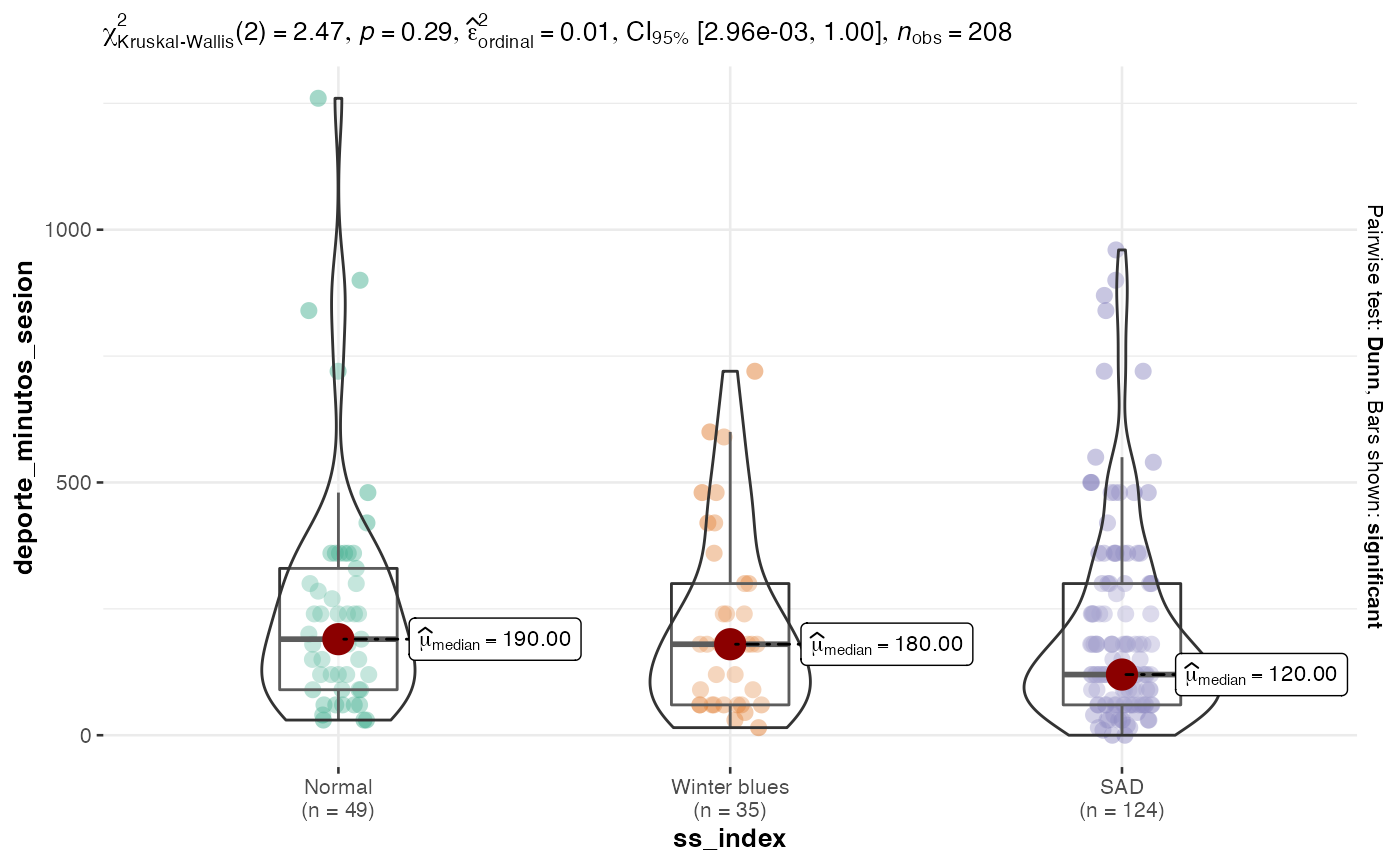 χ²Kruskal-Wallis(2) = 2.47, p = 0.29, ε̂²ordinal = 0.01, CI95% [2.96e-03, 1.00], nobs = 208
deporte_minutos_sesion
1000
500
0
μ̂median = 190.00
μ̂median = 180.00
μ̂median = 120.00
Pairwise test: Dunn, Bars shown: significant
Normal
(n = 49)
Winter blues
(n = 35)
SAD
(n = 124)
ss_index